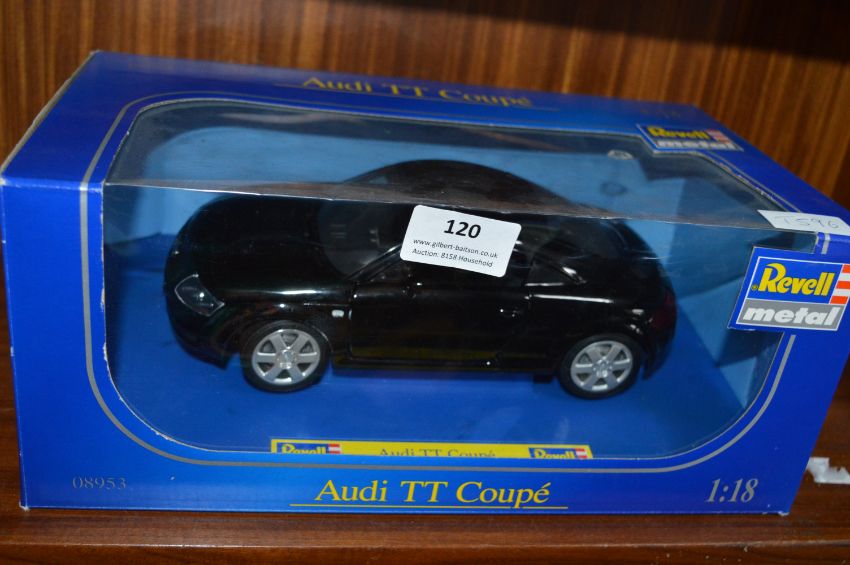 Audi TT Coupé
Revell
metal
120
www.gilbert-baitson.co.uk
Auction: 8158 Household
T596
Revell
metal
Revell
Audi TT Coupé
Revell
08953
Audi TT Coupé
1:18